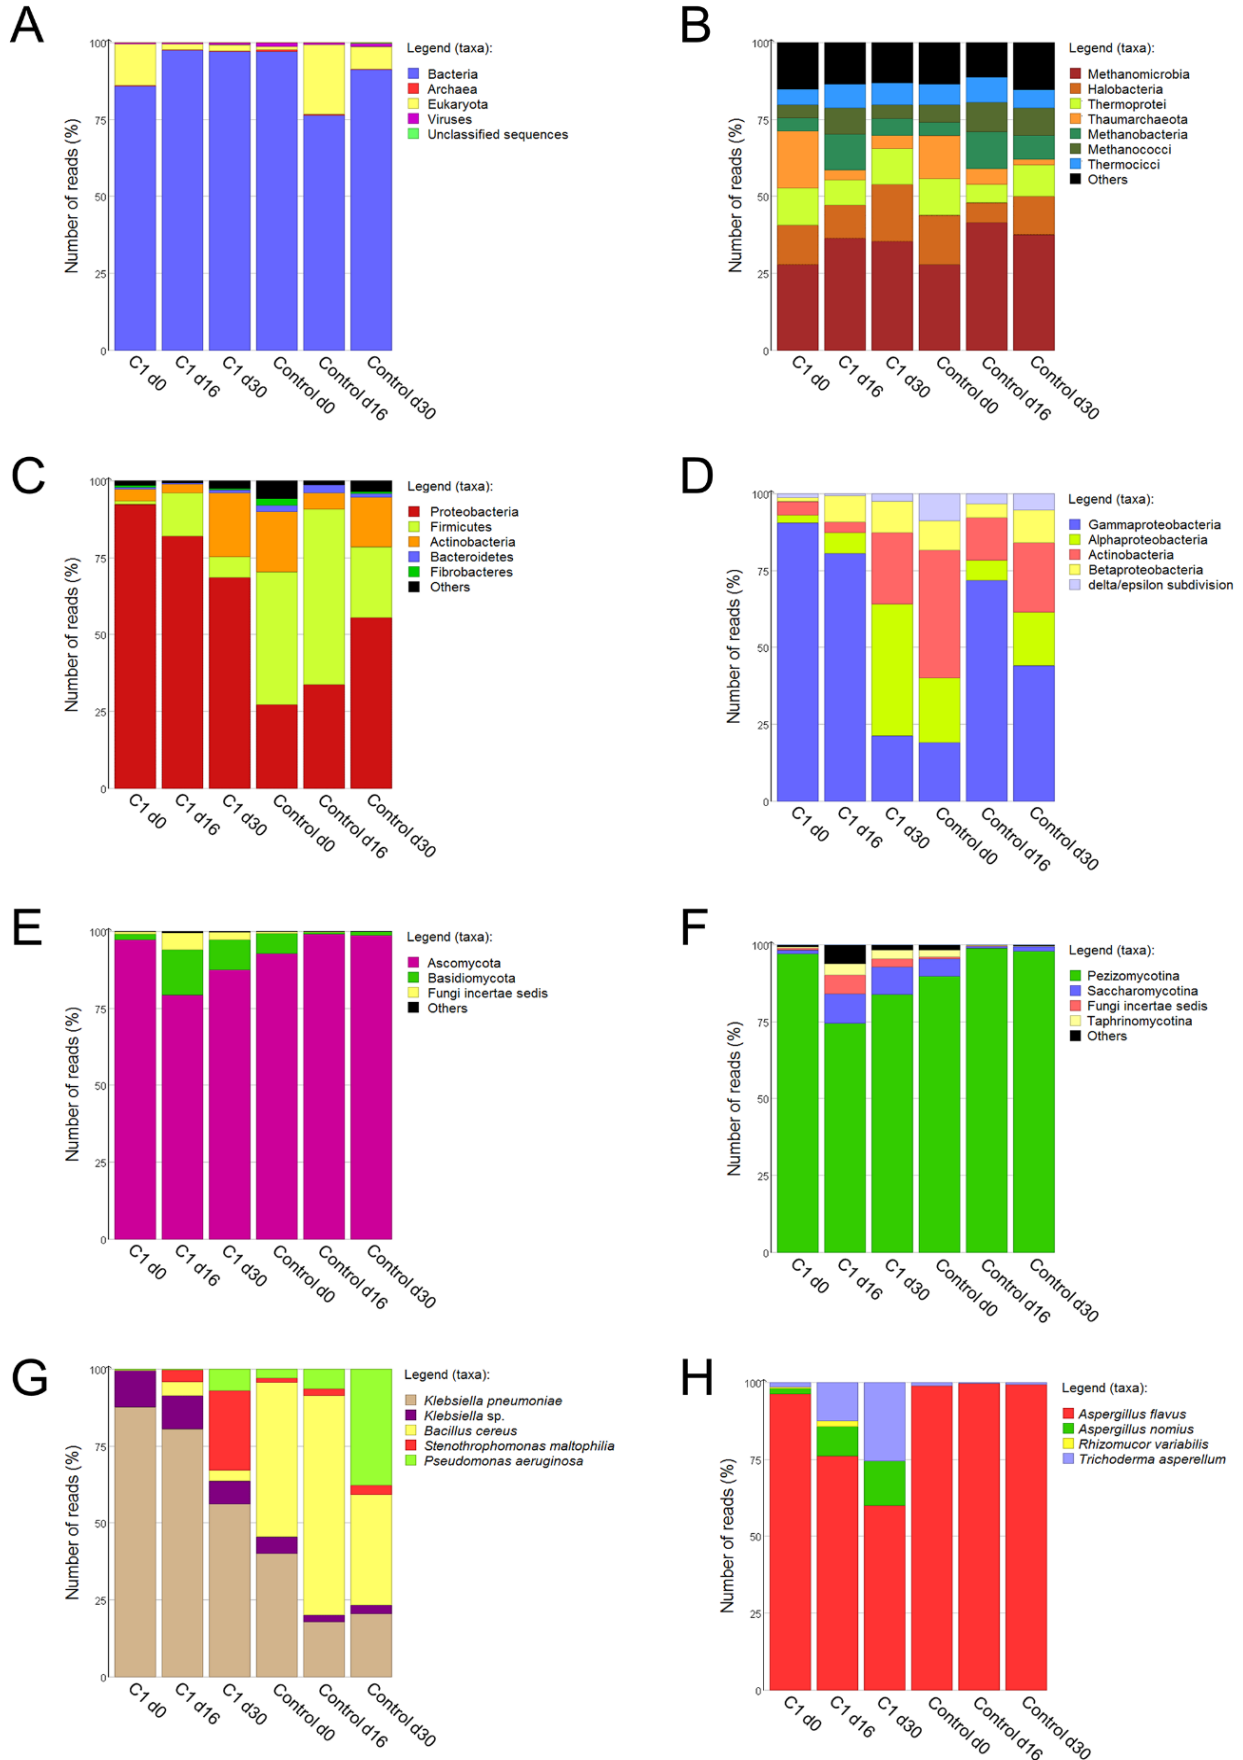 A
Number of reads (%)
100
75
50
25
0
C1 d0
C1 d16
C1 d30
Control d0
Control d16
Control d30
Legend (taxa):
Bacteria
Archaea
Eukaryota
Viruses
Unclassified sequences
B
Number of reads (%)
100
75
50
25
0
C1 d0
C1 d16
C1 d30
Control d0
Control d16
Control d30
Legend (taxa):
Methanomicrobia
Halobacteria
Thermoprotei
Thaumarchaeota
Methanobacteria
Methanococci
Thermocicci
Others
C
Number of reads (%)
100
75
50
25
0
C1 d0
C1 d16
C1 d30
Control d0
Control d16
Control d30
Legend (taxa):
Proteobacteria
Firmicutes
Actinobacteria
Bacteroidetes
Fibrobacteres
Others
D
Number of reads (%)
100
75
50
25
0
C1 d0
C1 d16
C1 d30
Control d0
Control d16
Control d30
Legend (taxa):
Gammaproteobacteria
Alphaproteobacteria
Actinobacteria
Betaproteobacteria
delta/epsilon subdivision
E
Number of reads (%)
100
75
50
25
0
C1 d0
C1 d16
C1 d30
Control d0
Control d16
Control d30
Legend (taxa):
Ascomycota
Basidiomycota
Fungi incertae sedis
Others
F
Number of reads (%)
100
75
50
25
0
C1 d0
C1 d16
C1 d30
Control d0
Control d16
Control d30
Legend (taxa):
Pezizomycotina
Saccharomycotina
Fungi incertae sedis
Taphrinomycotina
Others
G
Number of reads (%)
100
75
50
25
0
C1 d0
C1 d16
C1 d30
Control d0
Control d16
Control d30
Legend (taxa):
Klebsiella pneumoniae
Klebsiella sp.
Bacillus cereus
Stenothrophomonas maltophilia
Pseudomonas aeruginosa
H
Number of reads (%)
100
75
50
25
0
C1 d0
C1 d16
C1 d30
Control d0
Control d16
Control d30
Legend (taxa):
Aspergillus flavus
Aspergillus nomius
Rhizomucor variabilis
Trichoderma asperellum